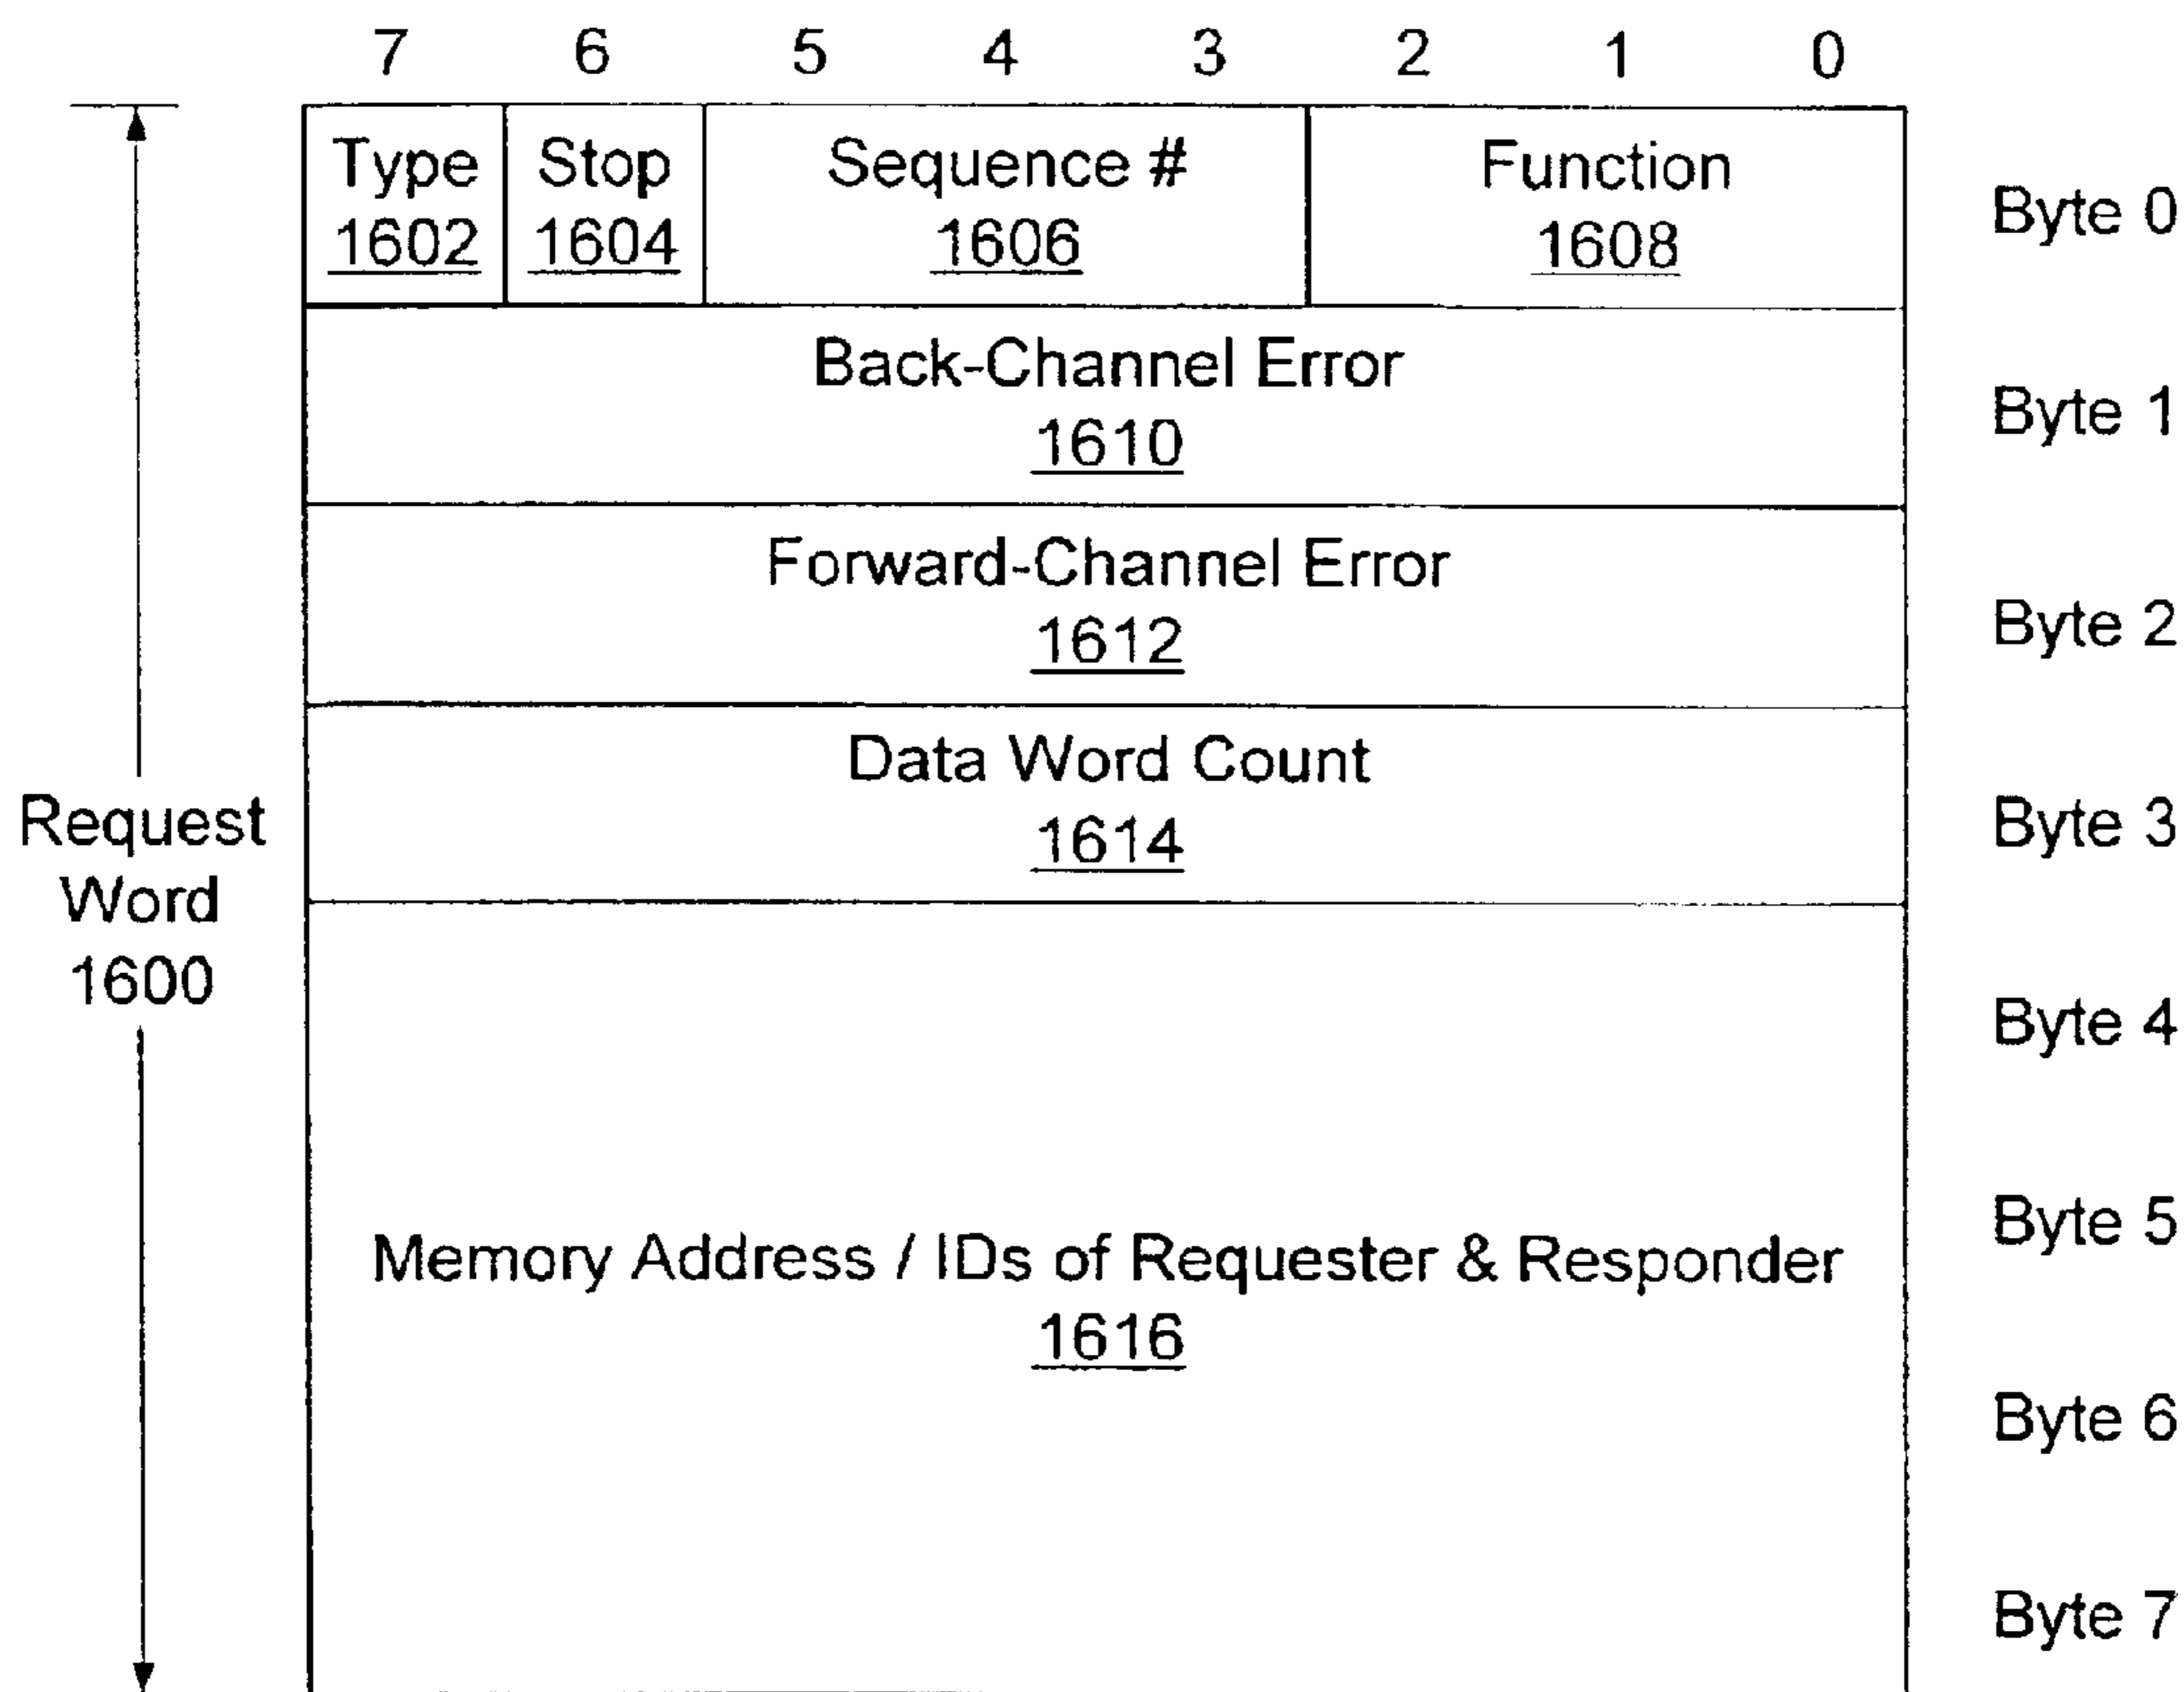 7 6 5 4 3 2 1 0
Type Stop Sequence # Function
1602 1604 1606 1608
Byte 0
Back-Channel Error
1610
Byte 1
Forward-Channel Error
1612
Byte 2
Data Word Count
1614
Byte 3
Request
Word
1600
Byte 4
Byte 5
Memory Address / IDs of Requester & Responder
1616
Byte 6
Byte 7